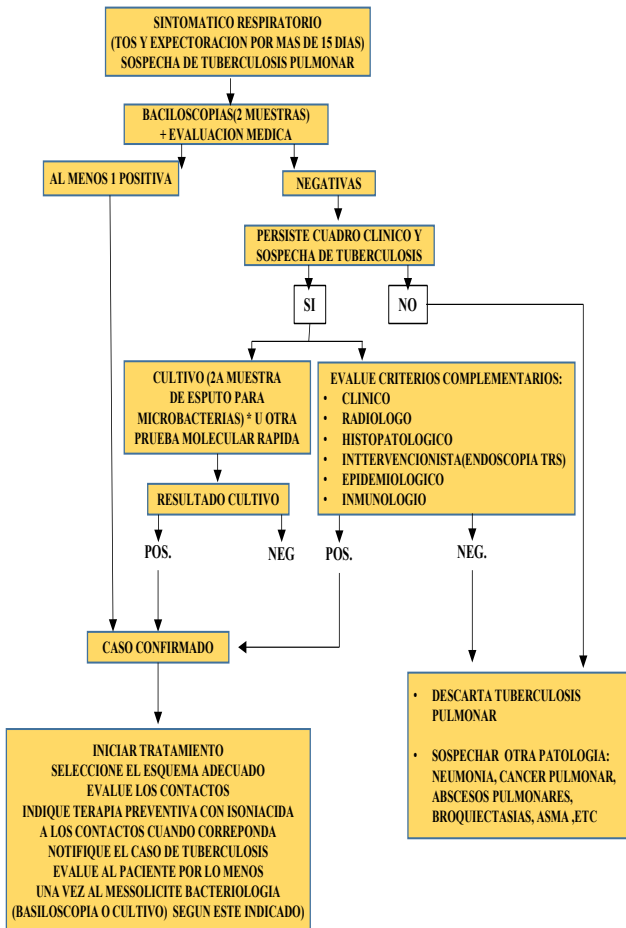 SINTOMATICO RESPIRATORIO
(TOS Y EXPECTORACION POR MAS DE 15 DIAS)
SOSPECHA DE TUBERCULOSIS PULMONAR
BACILOSCOPIAS(2 MUESTRAS)
+ EVALUACION MEDICA
AL MENOS 1 POSITIVA
NEGATIVAS
PERSISTE CUADRO CLINICO Y
SOSPECHA DE TUBERCULOSIS
SI
NO
CULTIVO (2A MUESTRA
DE ESPUTO PARA
MICROBACTERIAS) * U OTRA
PRUEBA MOLECULAR RAPIDA
EVALUE CRITERIOS COMPLEMENTARIOS:
• CLINICO
• RADIOLOGO
• HISTOPATOLOGICO
• INTTERVENCIONISTA(ENDOSCOPIA TRS)
• EPIDEMIOLOGICO
• INMUNOLOGIO
RESULTADO CULTIVO
POS.
NEG
POS.
NEG.
CASO CONFIRMADO
• DESCARTA TUBERCULOSIS
PULMONAR
• SOSPECHAR OTRA PATOLOGIA:
NEUMONIA, CANCER PULMONAR,
ABSCESOS PULMONARES,
BROQUIECTASIAS, ASMA ,ETC
INICIAR TRATAMIENTO
SELECCIONE EL ESQUEMA ADECUADO
EVALUE LOS CONTACTOS
INDIQUE TERAPIA PREVENTIVA CON ISONIACIDA
A LOS CONTACTOS CUANDO CORREPONDA
NOTIFIQUE EL CASO DE TUBERCULOSIS
EVALUE AL PACIENTE POR LO MENOS
UNA VEZ AL MESSOLICITE BACTERIOLOGIA
(BASILOSCOPIA O CULTIVO) SEGUN ESTE INDICADO)